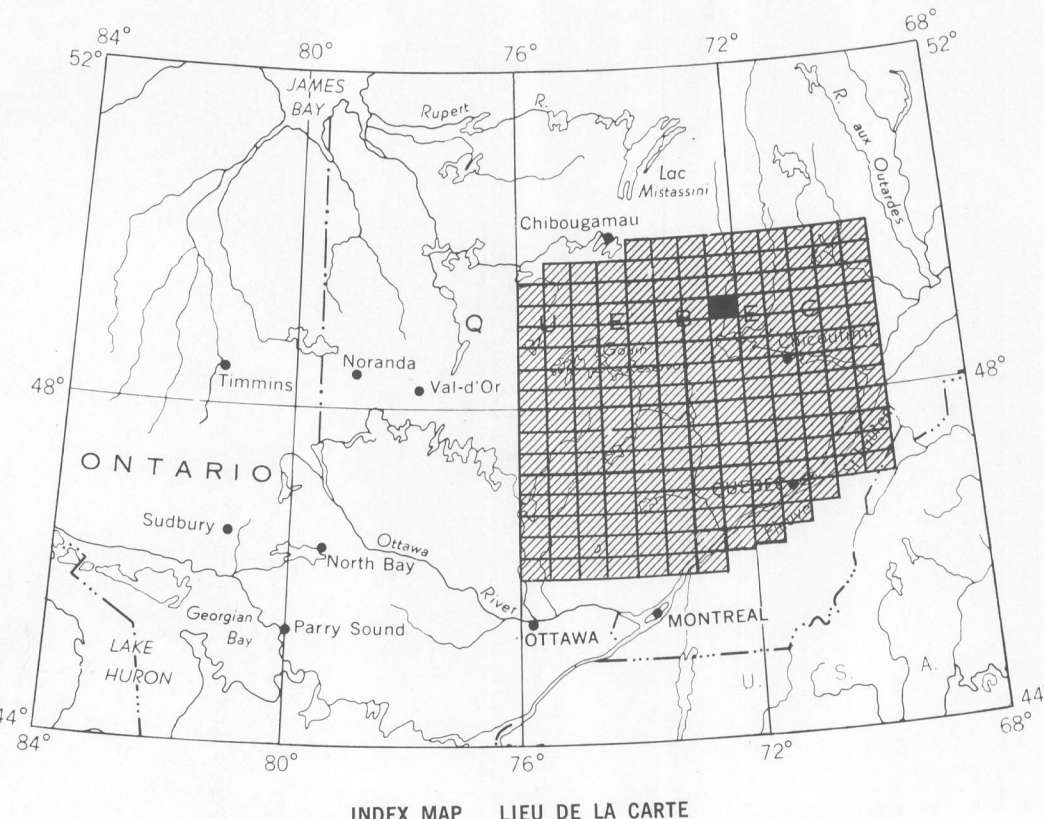 84°
80°
76°
72°
68°
52°
52°
JAMES
BAY
Rupert
R.
R. aux Outardes
Lac
Mistassini
Chibougamau
Q U E B E C
Gouin
Chicoutimi
Noranda
Timmins
Val-d'Or
48°
48°
ONTARIO
QUEBEC
Sudbury
Ottawa
River
North Bay
Georgian
Bay
Parry Sound
OTTAWA
MONTREAL
LAKE
HURON
U. S. A.
44°
44°
84°
80°
76°
72°
68°
INDEX MAP LIEU DE LA CARTE